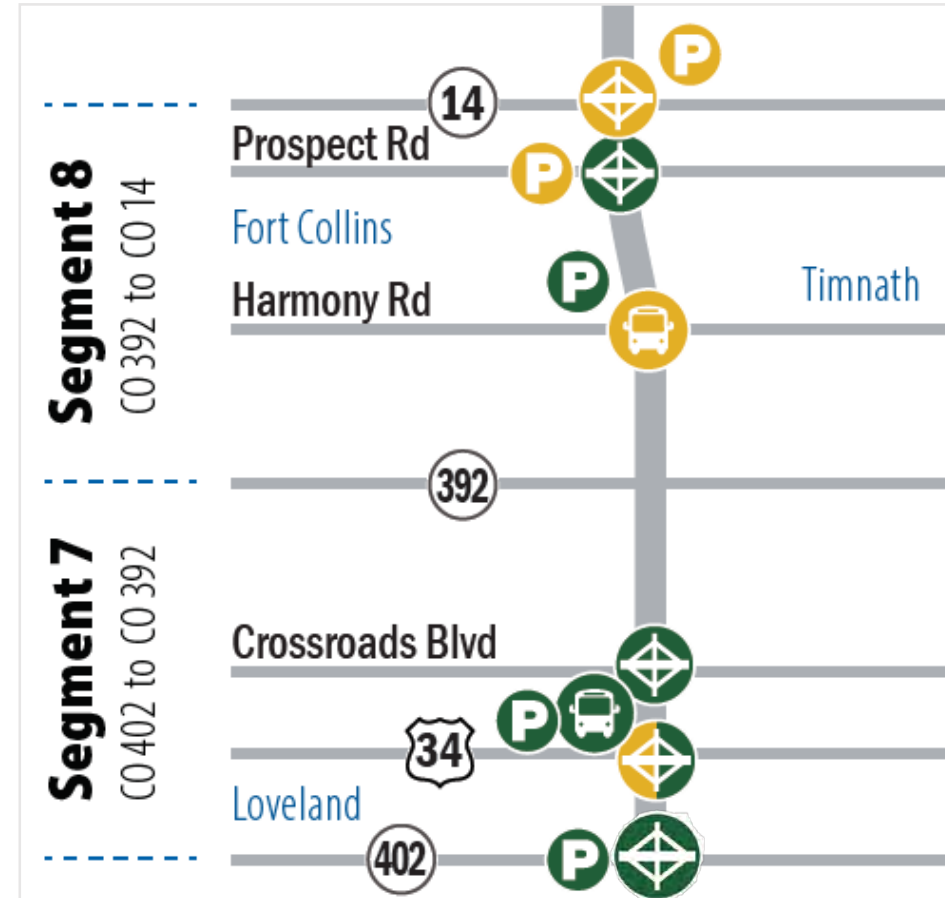 P
14
Prospect Rd
P
Segment 8
CO 392 to CO 14
Fort Collins
P
Timnath
Harmony Rd
392
Segment 7
CO 402 to CO 392
Crossroads Blvd
P
34
Loveland
402
P